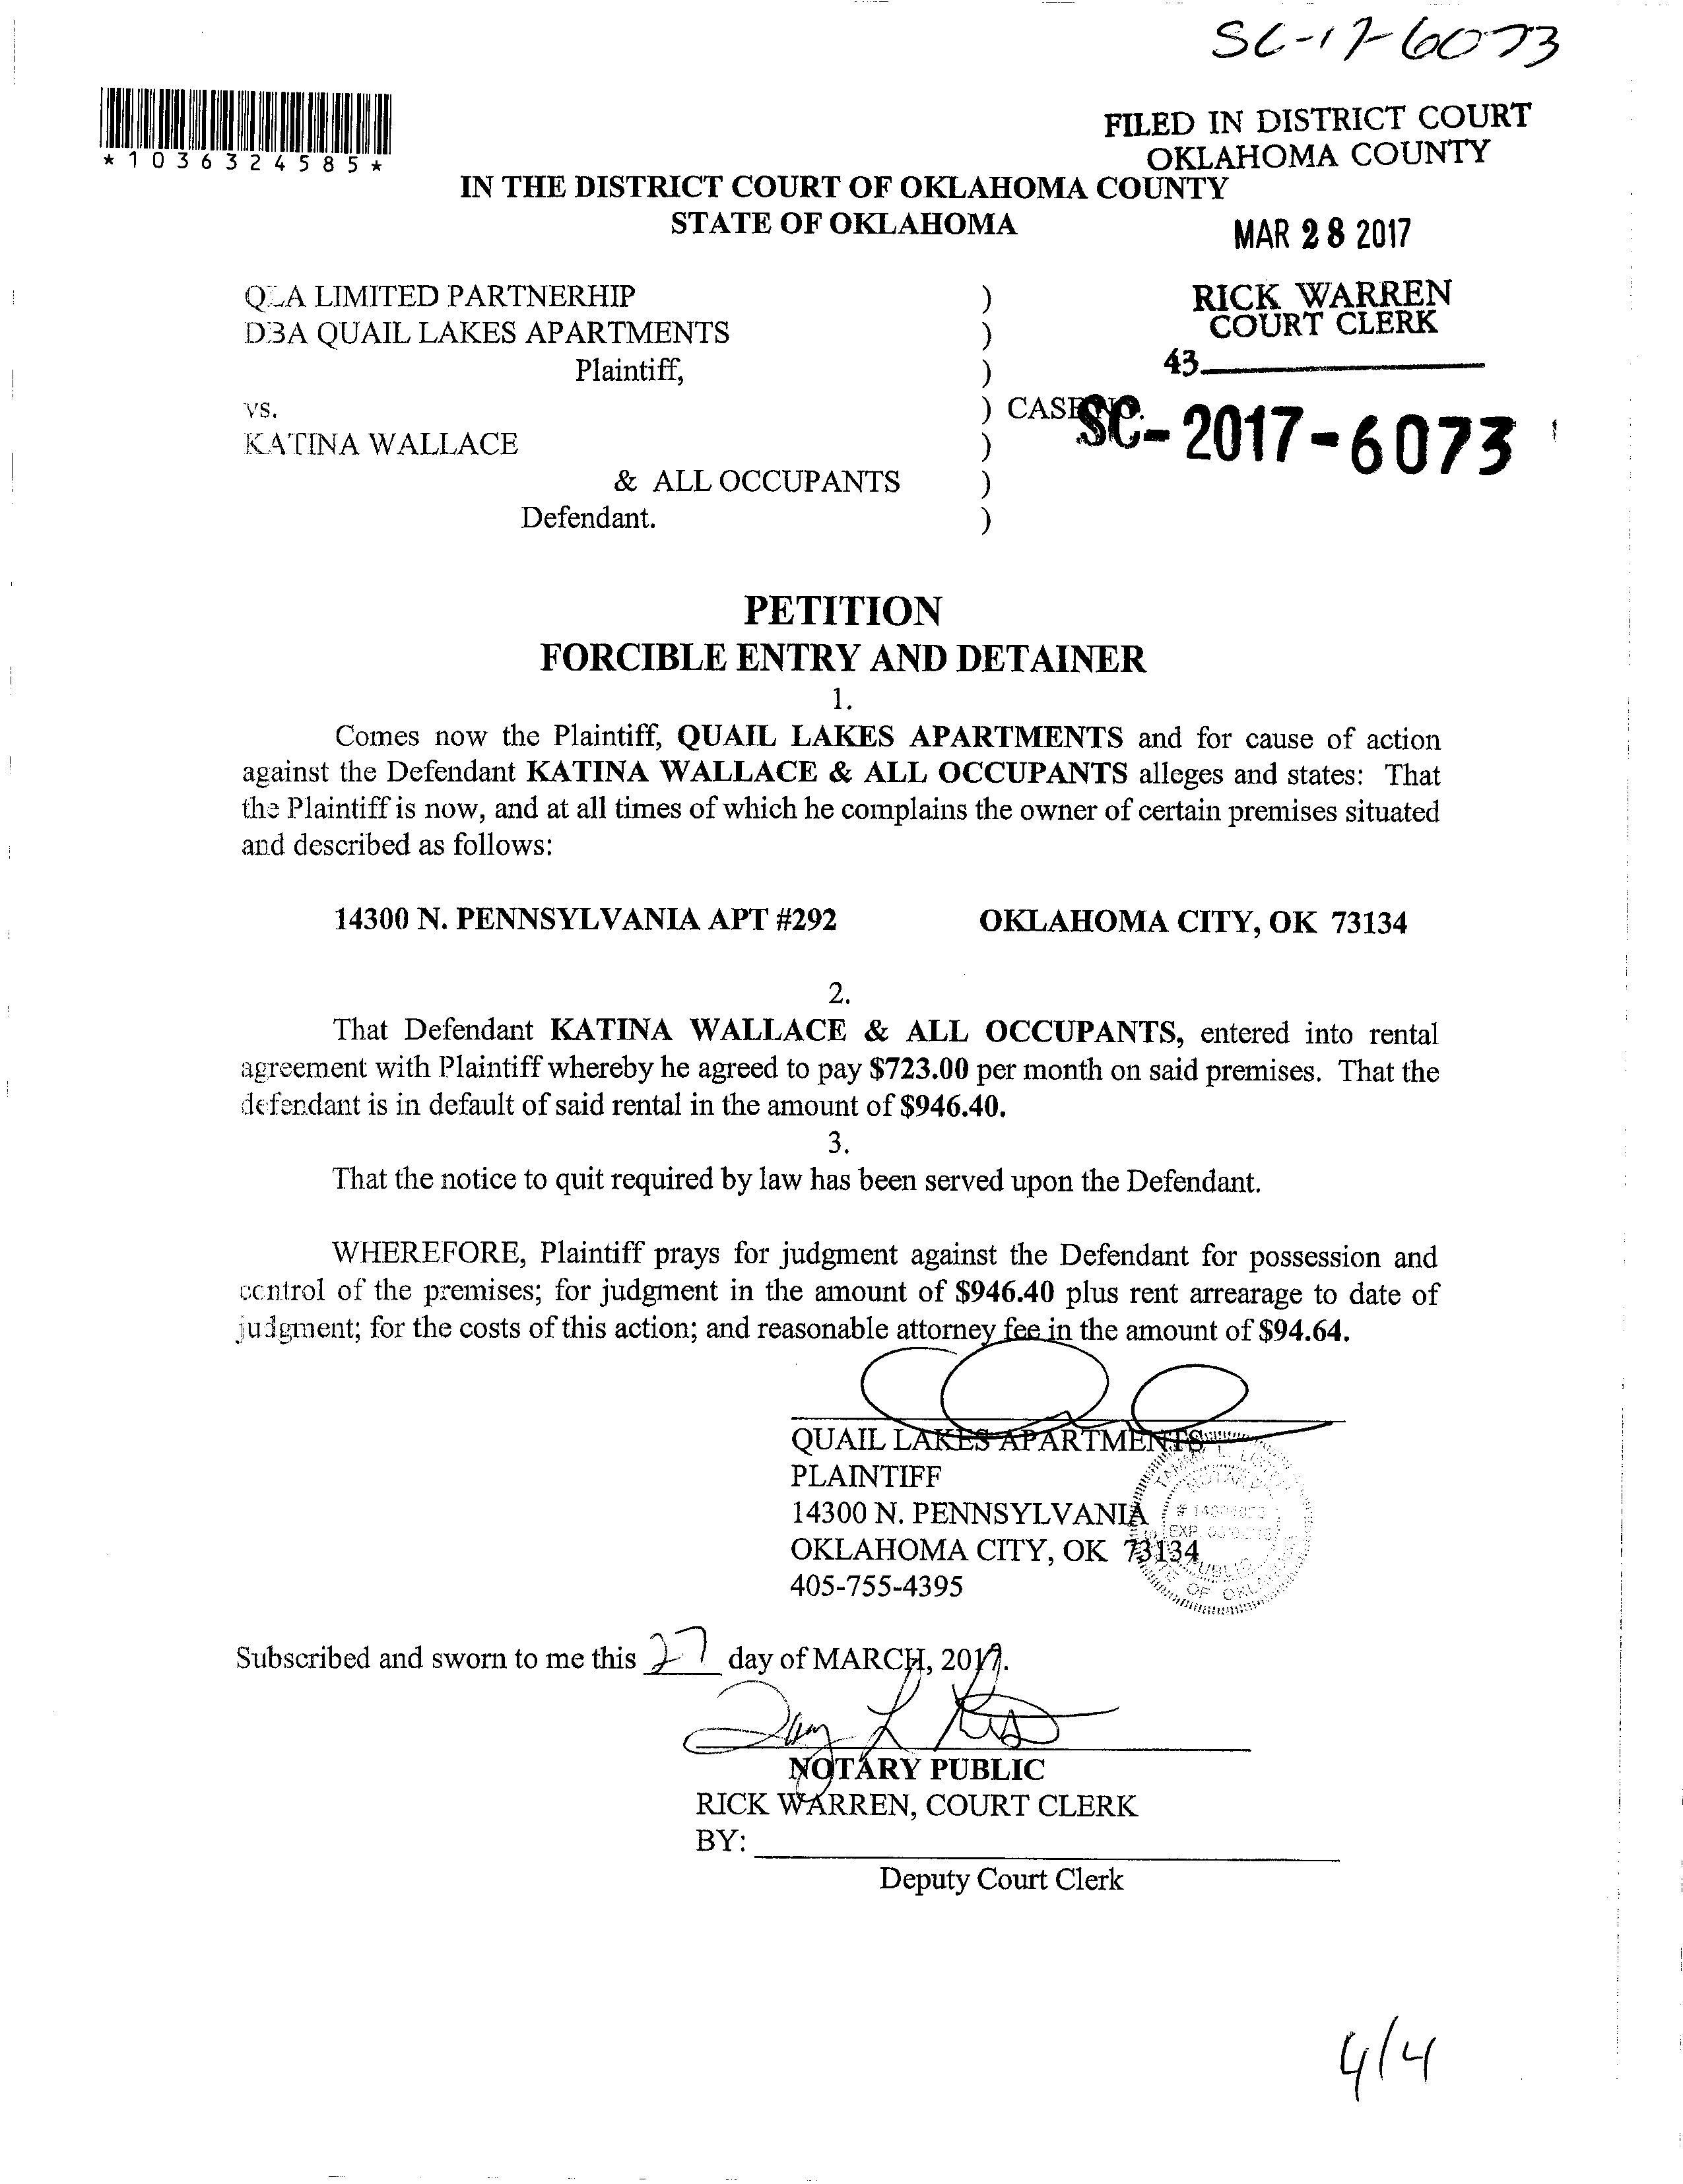 SC-17-6073
*1036324585*
FILED IN DISTRICT COURT
OKLAHOMA COUNTY
IN THE DISTRICT COURT OF OKLAHOMA COUNTY
STATE OF OKLAHOMA
MAR 28 2017
QLA LIMITED PARTNERHIP )
DBA QUAIL LAKES APARTMENTS )
Plaintiff, )
RICK WARREN
COURT CLERK
43
vs. ) CASE NO. SC-2017-6073
KATINA WALLACE )
& ALL OCCUPANTS )
Defendant. )
PETITION
FORCIBLE ENTRY AND DETAINER
1.
Comes now the Plaintiff, QUAIL LAKES APARTMENTS and for cause of action
against the Defendant KATINA WALLACE & ALL OCCUPANTS alleges and states: That
the Plaintiff is now, and at all times of which he complains the owner of certain premises situated
and described as follows:
14300 N. PENNSYLVANIA APT #292 OKLAHOMA CITY, OK 73134
2.
That Defendant KATINA WALLACE & ALL OCCUPANTS, entered into rental
agreement with Plaintiff whereby he agreed to pay $723.00 per month on said premises. That the
defendant is in default of said rental in the amount of $946.40.
3.
That the notice to quit required by law has been served upon the Defendant.
WHEREFORE, Plaintiff prays for judgment against the Defendant for possession and
control of the premises; for judgment in the amount of $946.40 plus rent arrearage to date of
judgment; for the costs of this action; and reasonable attorney fee in the amount of $94.64.
QUAIL LAKES APARTMENTS
PLAINTIFF
14300 N. PENNSYLVANIA
OKLAHOMA CITY, OK 73134
405-755-4395
NOTARY
EXP.
PUBLIC
OF
Subscribed and sworn to me this 27 day of MARCH, 2017.
NOTARY PUBLIC
RICK WARREN, COURT CLERK
BY:
Deputy Court Clerk
4/4